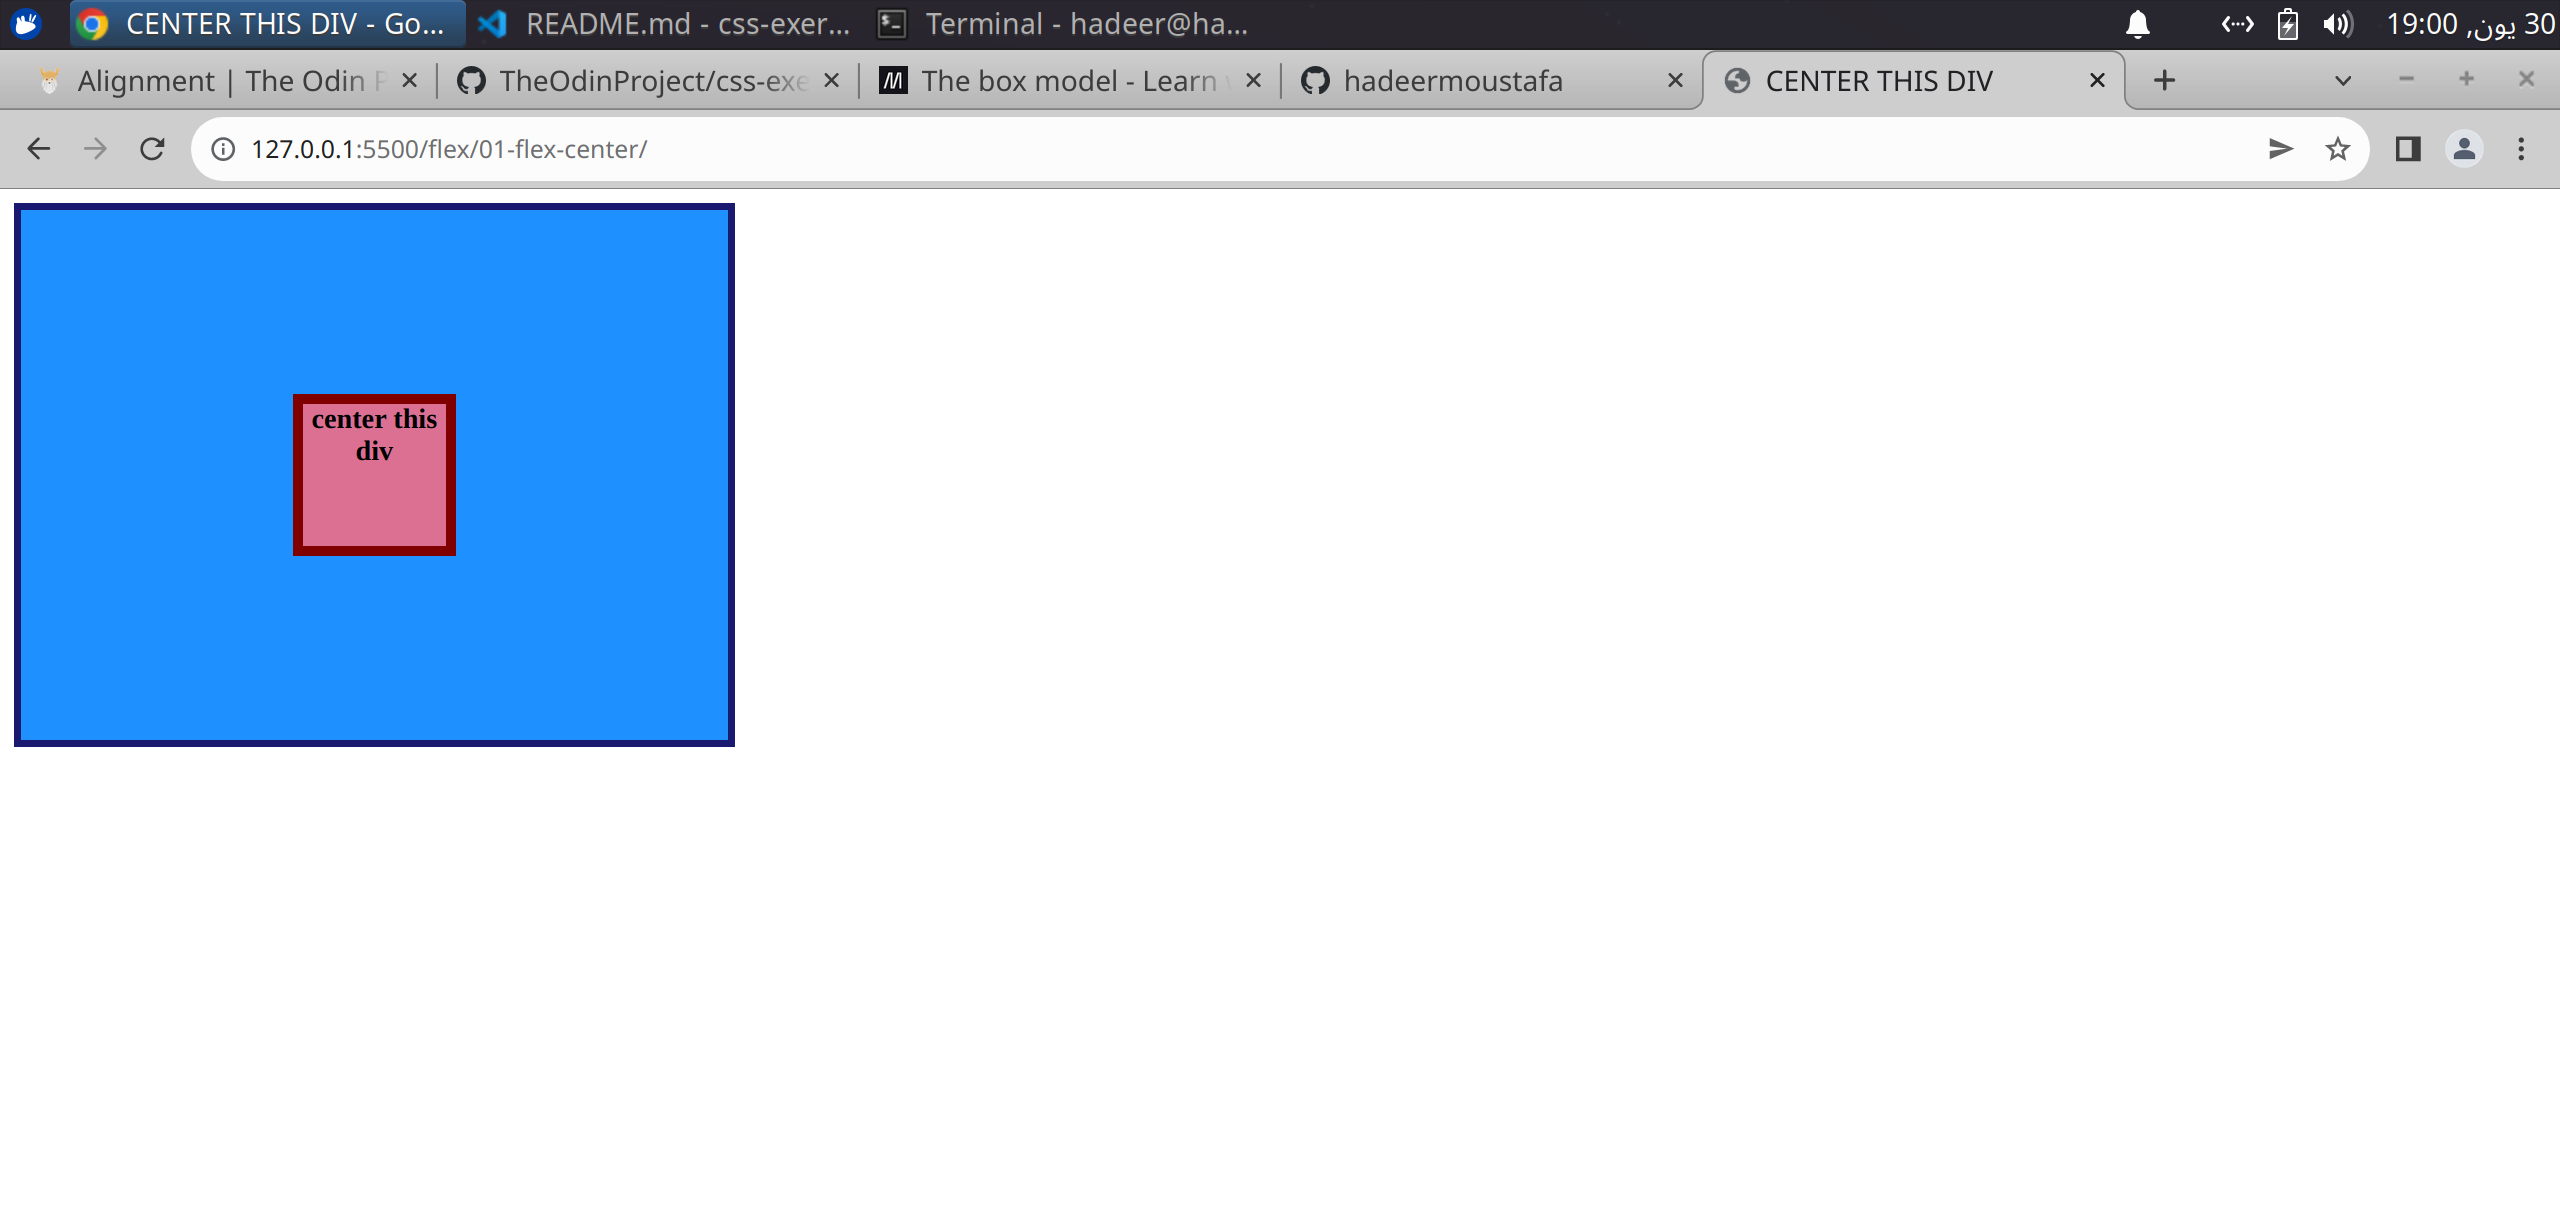 CENTER THIS DIV - Go...
README.md - css-exer...
Terminal - hadeer@ha...
30 يون, 19:00
Alignment | The Odin P
TheOdinProject/css-exe
The box model - Learn
hadeermoustafa
CENTER THIS DIV
127.0.0.1:5500/flex/01-flex-center/
center this
div